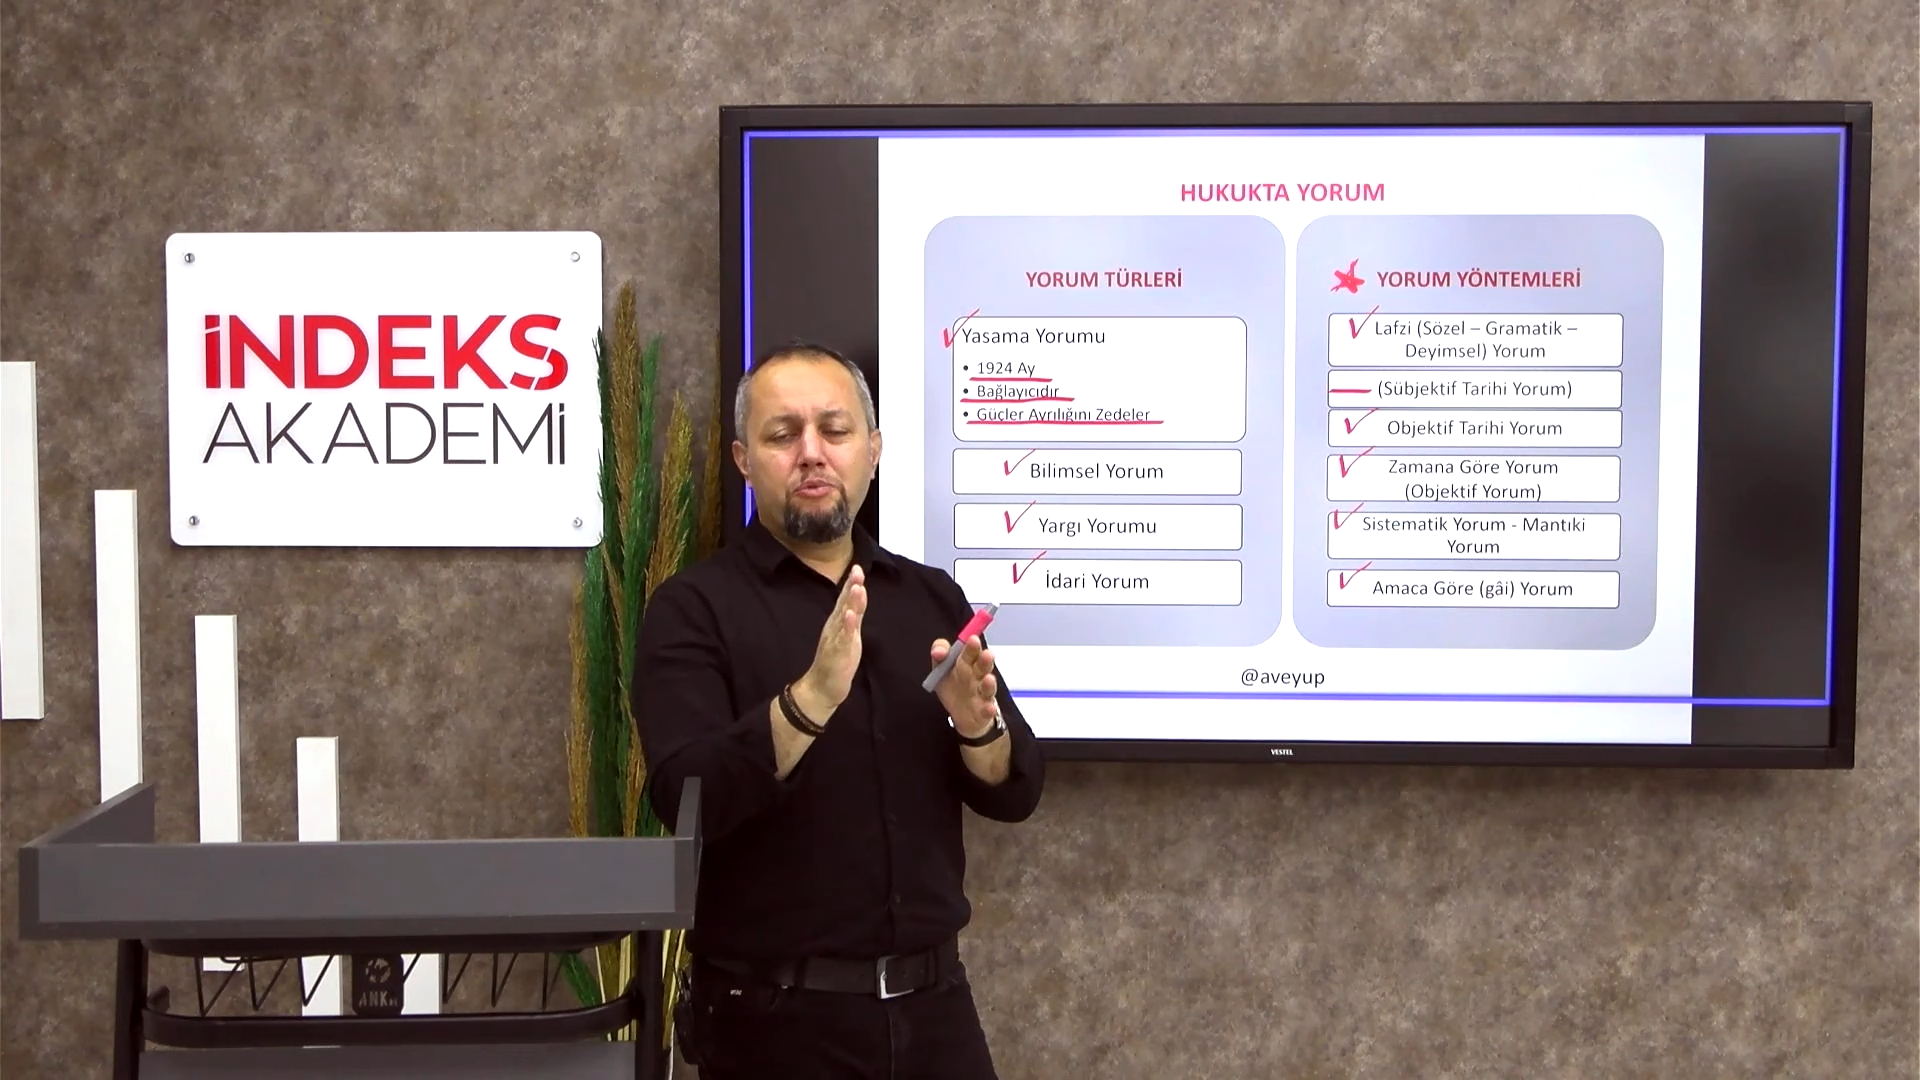 İNDEKS
AKADEMİ
HUKUKTA YORUM
YORUM TÜRLERİ
Yasama Yorumu
• 1924 Ay
• Bağlayıcıdır
• Güçler Ayrılığını Zedeler
Bilimsel Yorum
Yargı Yorumu
İdari Yorum
YORUM YÖNTEMLERİ
Lafzi (Sözel – Gramatik –
Deyimsel) Yorum
(Sübjektif Tarihi Yorum)
Objektif Tarihi Yorum
Zamana Göre Yorum
(Objektif Yorum)
Sistematik Yorum - Mantıki
Yorum
Amaca Göre (gâi) Yorum
@aveyup
VESTEL